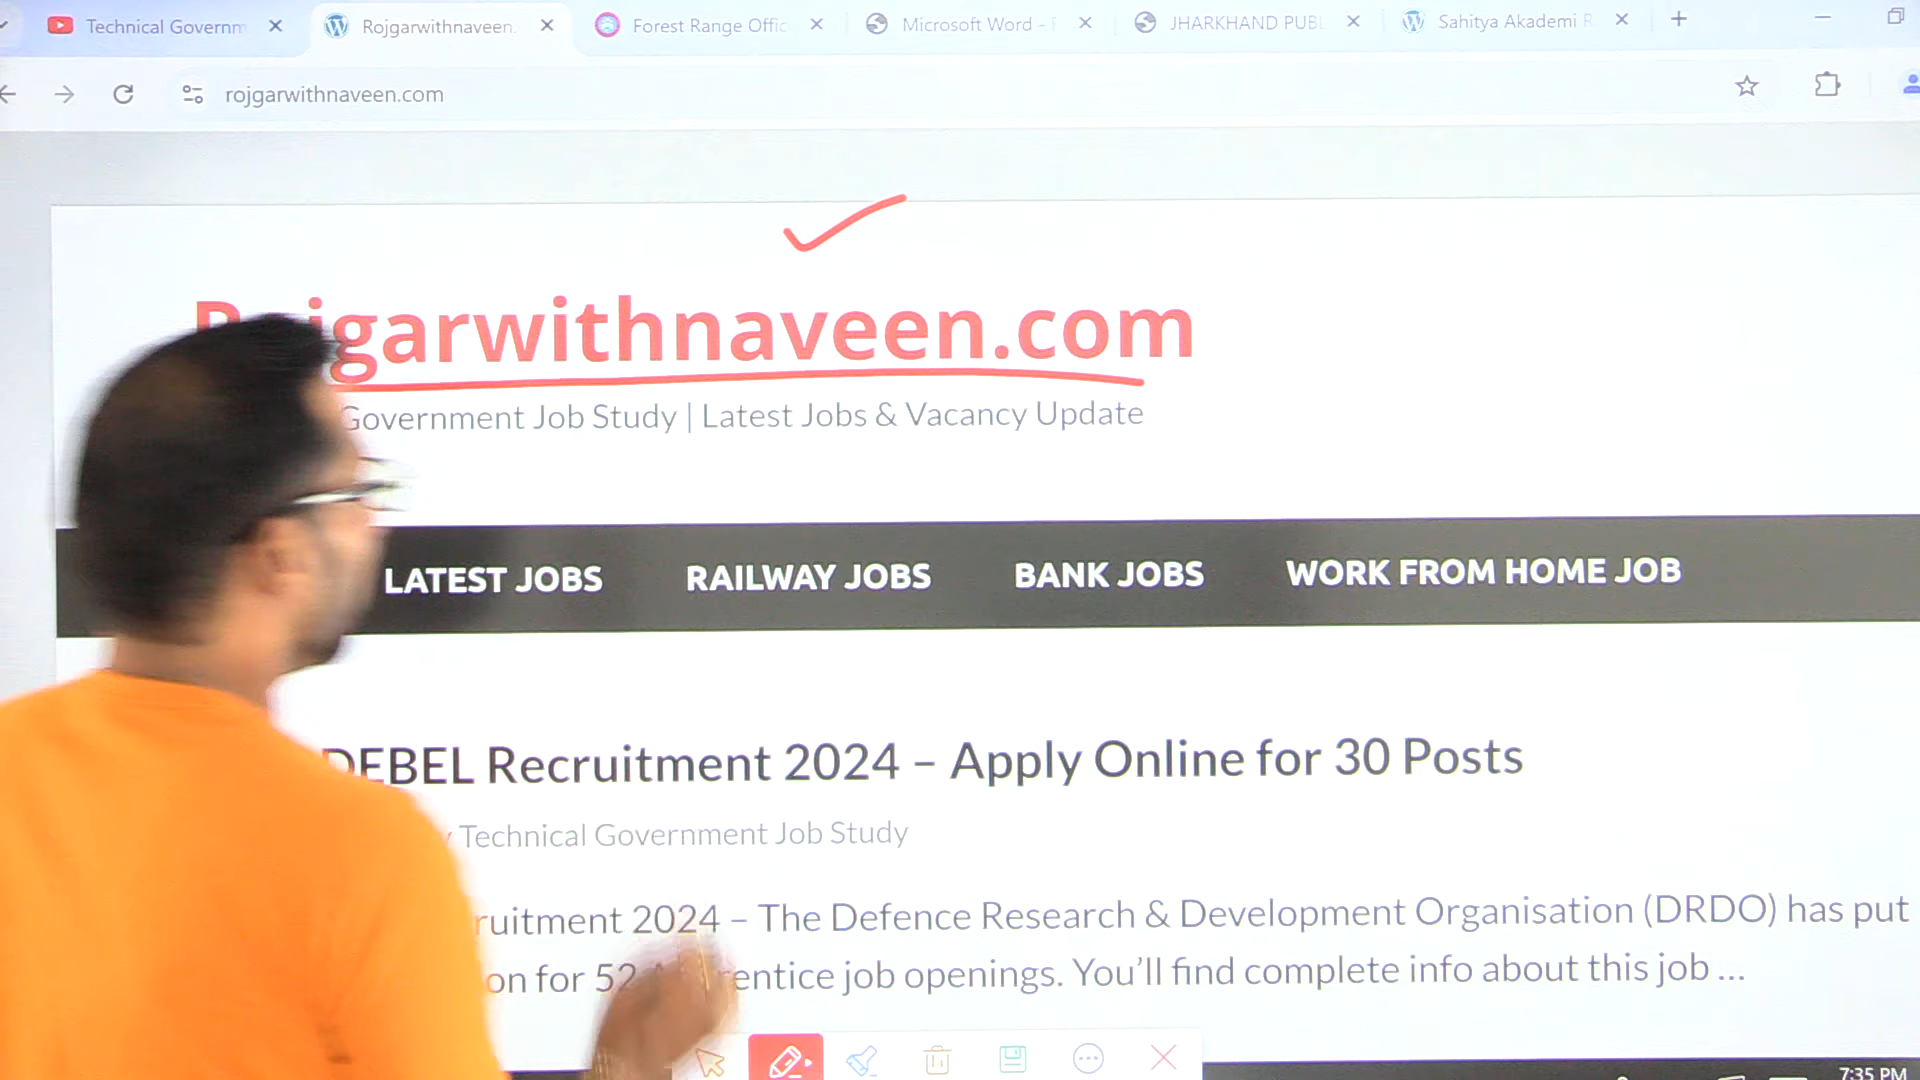 Technical Governm
Rojgarwithnaveen.
Forest Range Offic
Microsoft Word -
JHARKHAND PUBL
Sahitya Akademi R
rojgarwithnaveen.com
Rojgarwithnaveen.com
Government Job Study | Latest Jobs & Vacancy Update
LATEST JOBS RAILWAY JOBS BANK JOBS WORK FROM HOME JOB
DEBEL Recruitment 2024 – Apply Online for 30 Posts
Technical Government Job Study
ruitment 2024 – The Defence Research & Development Organisation (DRDO) has put
on for 52 rentice job openings. You'll find complete info about this job ...
7:35 PM